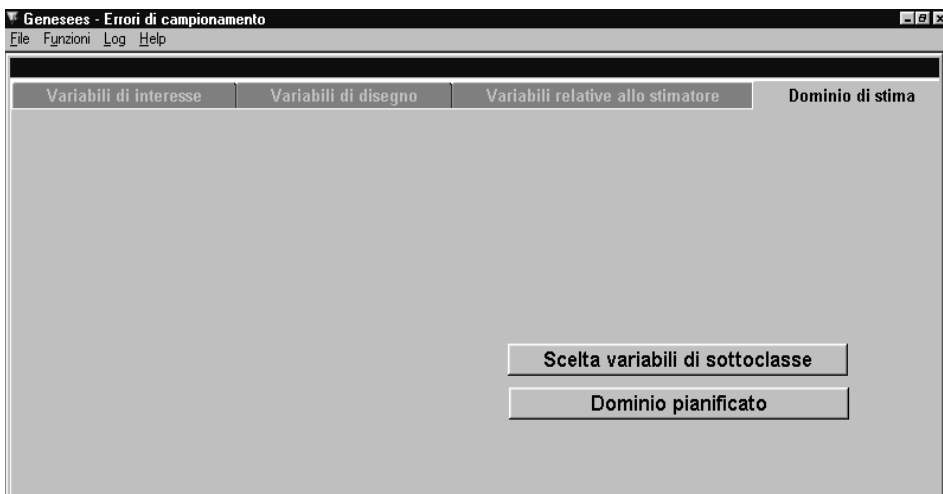 Genesees - Errori di campionamento
File Funzioni Log Help
Variabili di interesse Variabili di disegno Variabili relative allo stimatore Dominio di stima
Scelta variabili di sottoclasse
Dominio pianificato